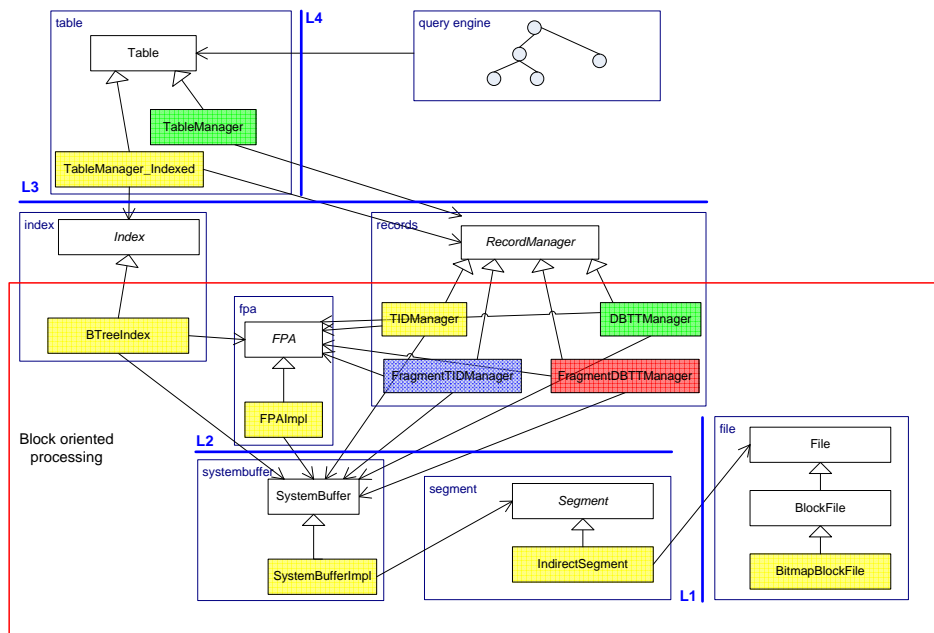 table
L4
query engine
Table
TableManager
TableManager_Indexed
L3
index
records
Index
RecordManager
fpa
TIDManager
DBTTManager
BTreeIndex
FPA
FragmentTIDManager
FragmentDBTTManager
FPAImpl
Block oriented
processing
L2
file
File
systembuffer
SystemBuffer
segment
Segment
BlockFile
SystemBufferImpl
IndirectSegment
BitmapBlockFile
L1